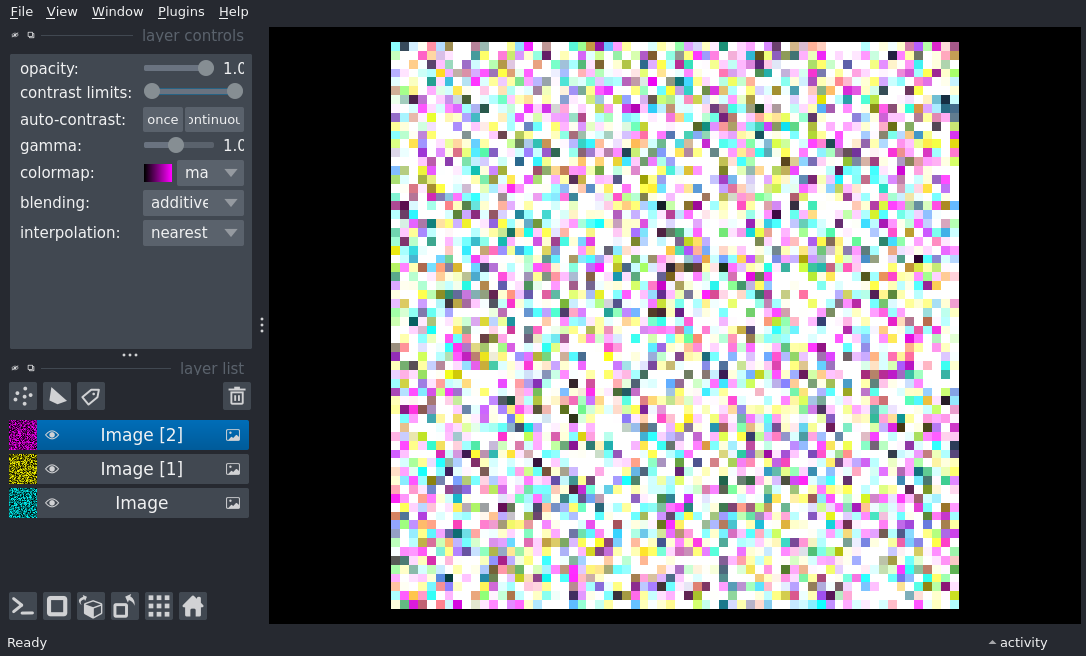 File View Window Plugins Help
layer controls
opacity: 1.0
contrast limits:
auto-contrast: once ontinuou
gamma: 1.0
colormap: ma
blending: additive
interpolation: nearest
layer list
Image [2]
Image [1]
Image
Ready activity